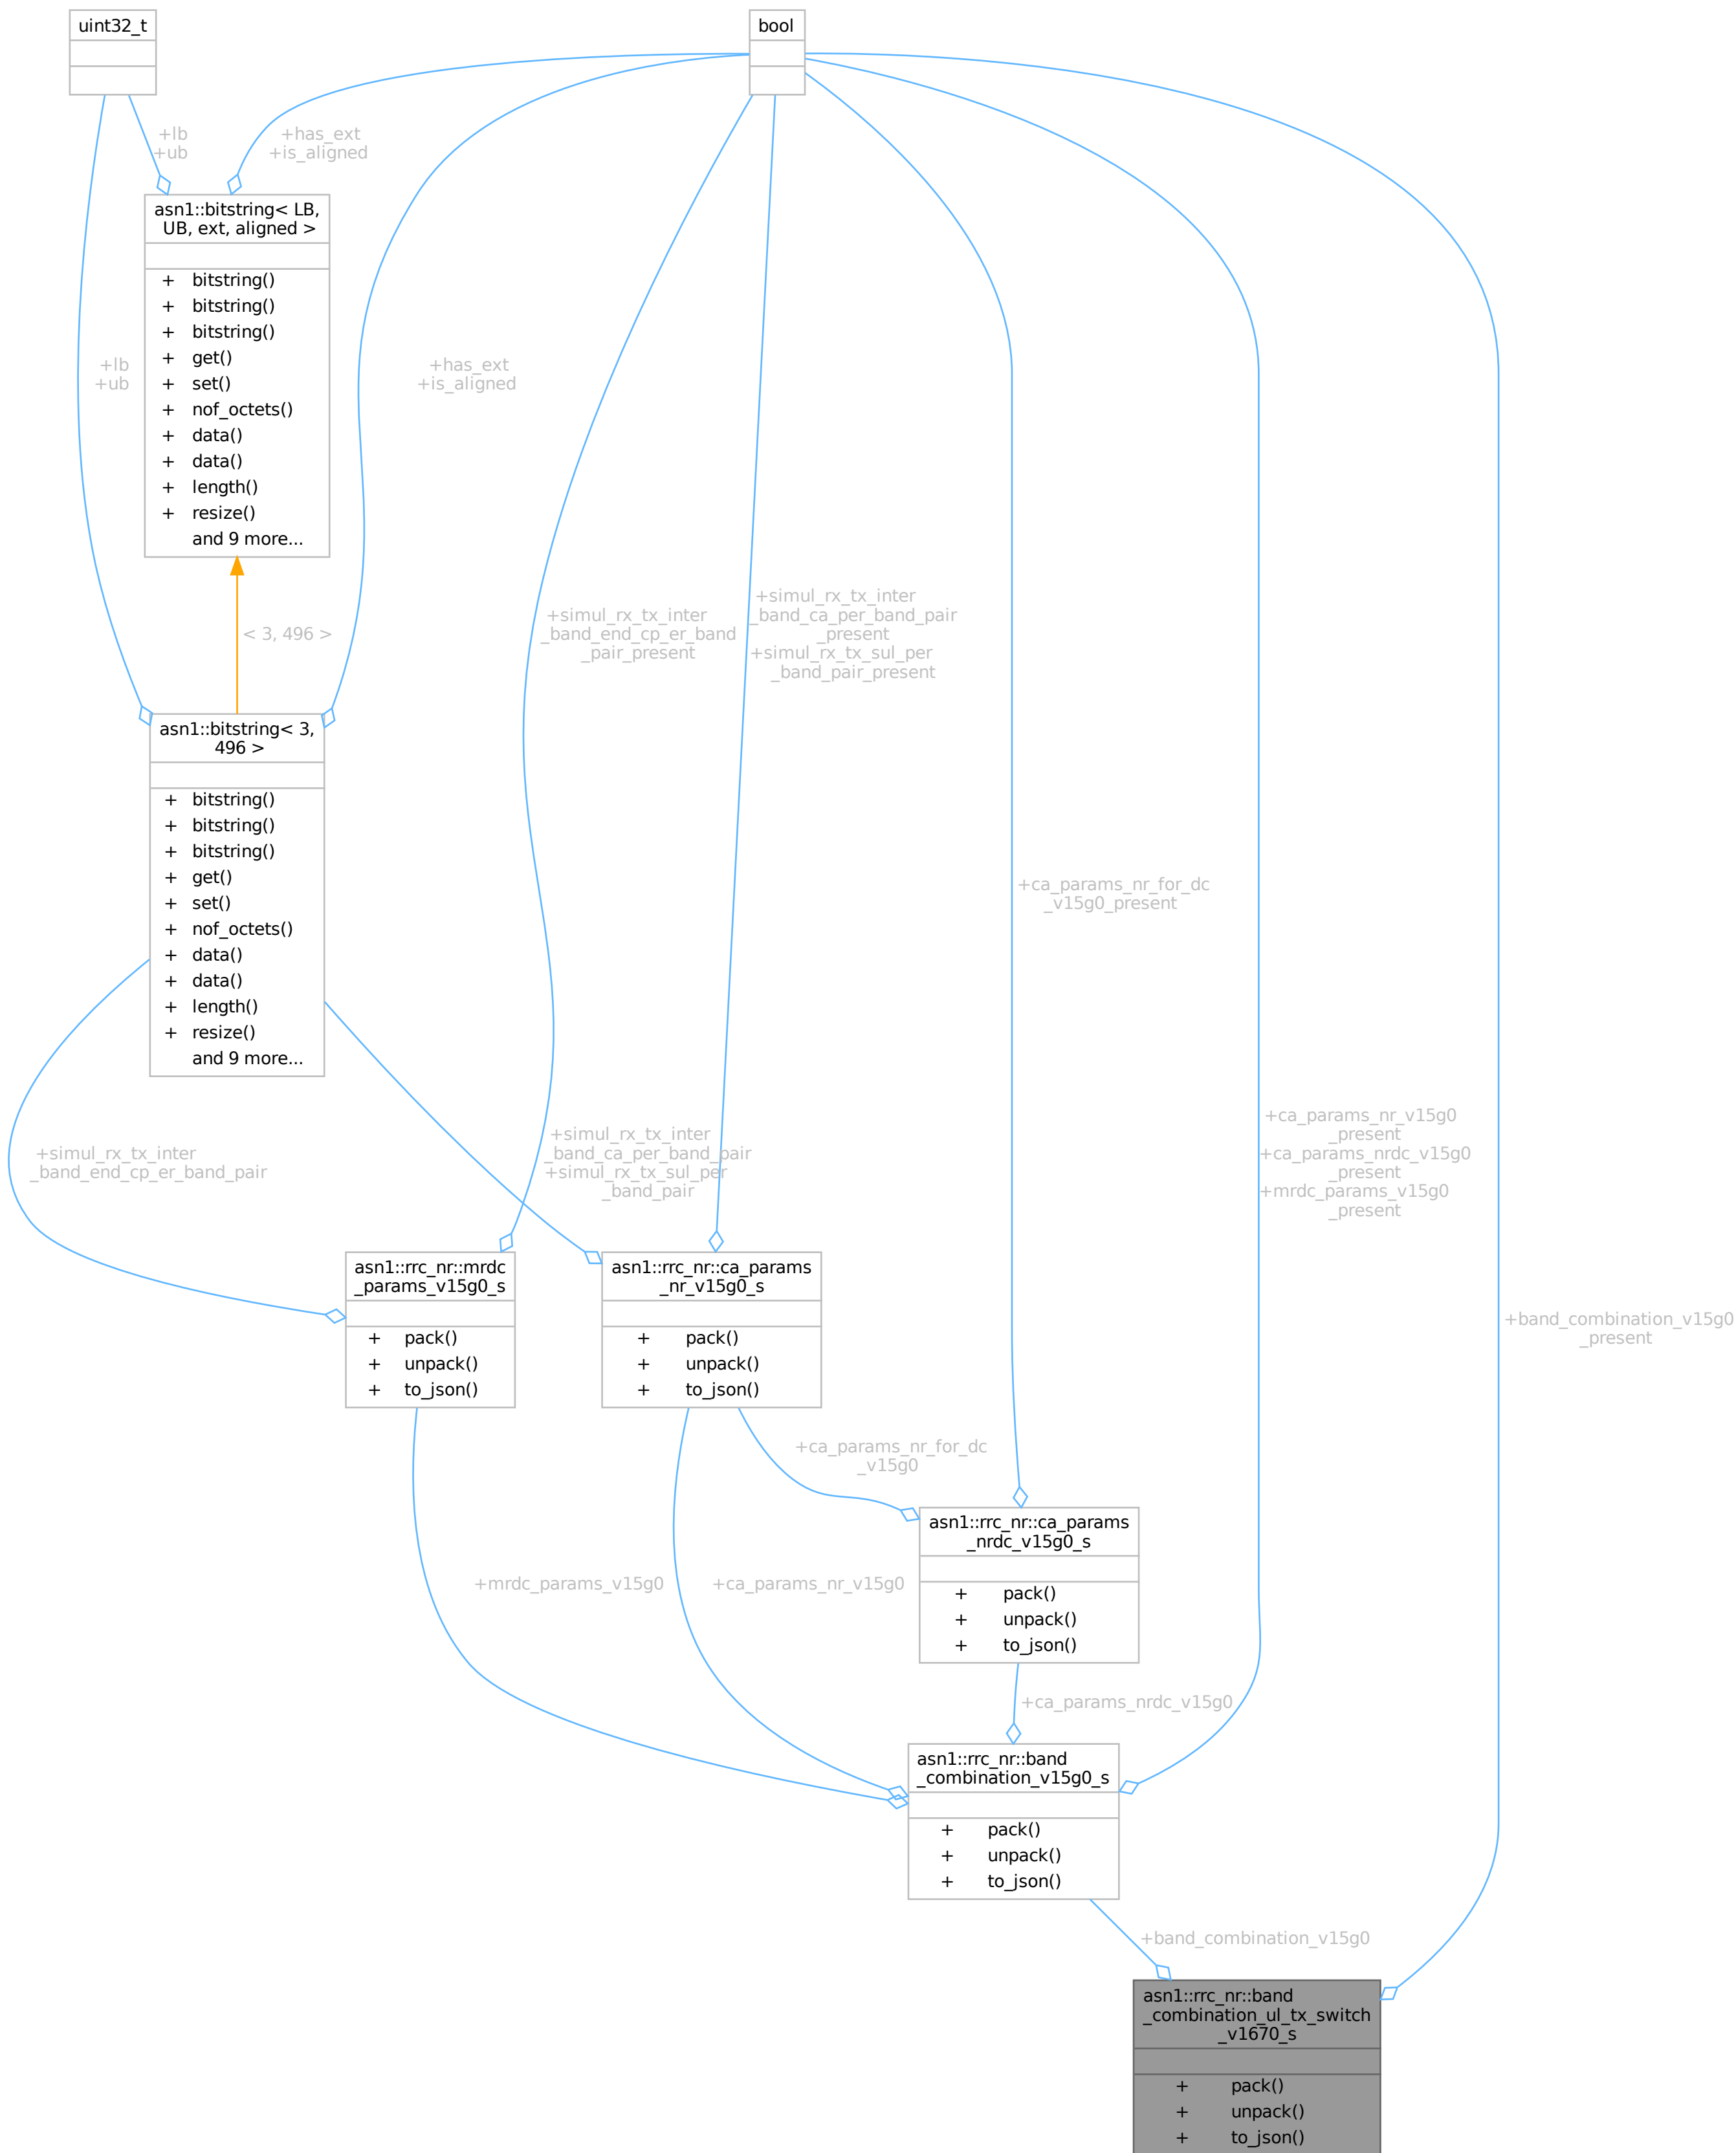 uint32_t
bool
+lb
+ub
+has_ext
+is_aligned
asn1::bitstring< LB,
UB, ext, aligned >
+ bitstring()
+ bitstring()
+ bitstring()
+ get()
+ set()
+ nof_octets()
+ data()
+ data()
+ length()
+ resize()
and 9 more...
+lb
+ub
+has_ext
+is_aligned
< 3, 496 >
+simul_rx_tx_inter
_band_end_cp_er_band
_pair_present
+simul_rx_tx_inter
_band_ca_per_band_pair
_present
+simul_rx_tx_sul_per
_band_pair_present
asn1::bitstring< 3,
496 >
+ bitstring()
+ bitstring()
+ bitstring()
+ get()
+ set()
+ nof_octets()
+ data()
+ data()
+ length()
+ resize()
and 9 more...
+ca_params_nr_for_dc
_v15g0_present
+simul_rx_tx_inter
_band_end_cp_er_band_pair
+simul_rx_tx_inter
_band_ca_per_band_pair
+simul_rx_tx_sul_per
_band_pair
+ca_params_nr_v15g0
_present
+ca_params_nrdc_v15g0
_present
+mrdc_params_v15g0
_present
asn1::rrc_nr::mrdc
_params_v15g0_s
+ pack()
+ unpack()
+ to_json()
asn1::rrc_nr::ca_params
_nr_v15g0_s
+ pack()
+ unpack()
+ to_json()
+band_combination_v15g0
_present
+ca_params_nr_for_dc
_v15g0
asn1::rrc_nr::ca_params
_nrdc_v15g0_s
+ pack()
+ unpack()
+ to_json()
+mrdc_params_v15g0
+ca_params_nr_v15g0
+ca_params_nrdc_v15g0
asn1::rrc_nr::band
_combination_v15g0_s
+ pack()
+ unpack()
+ to_json()
+band_combination_v15g0
asn1::rrc_nr::band
_combination_ul_tx_switch
_v1670_s
+ pack()
+ unpack()
+ to_json()